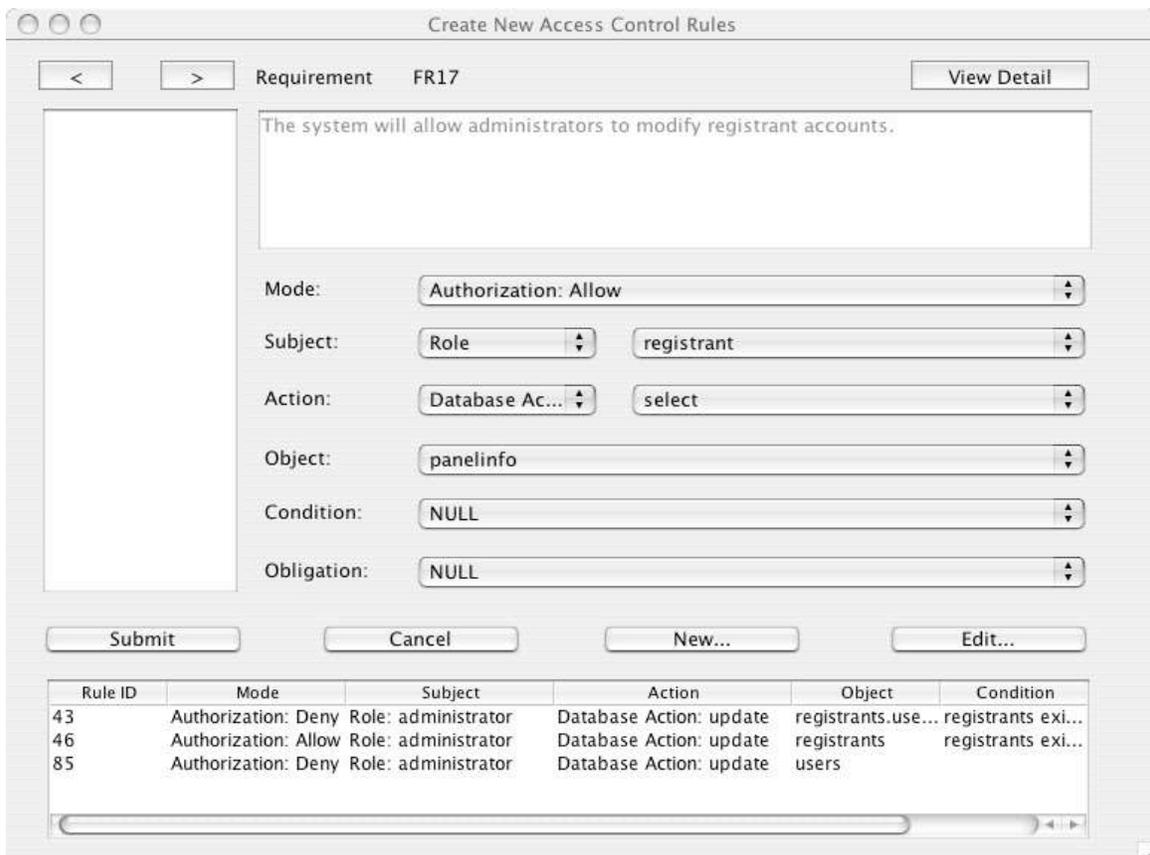 Create New Access Control Rules
< > Requirement FR17 View Detail
The system will allow administrators to modify registrant accounts.
Mode: Authorization: Allow
Subject: Role registrant
Action: Database Ac... select
Object: panelinfo
Condition: NULL
Obligation: NULL
Submit Cancel New... Edit...
Rule ID Mode Subject Action Object Condition
43 Authorization: Deny Role: administrator Database Action: update registrants.use... registrants exi...
46 Authorization: Allow Role: administrator Database Action: update registrants registrants exi...
85 Authorization: Deny Role: administrator Database Action: update users